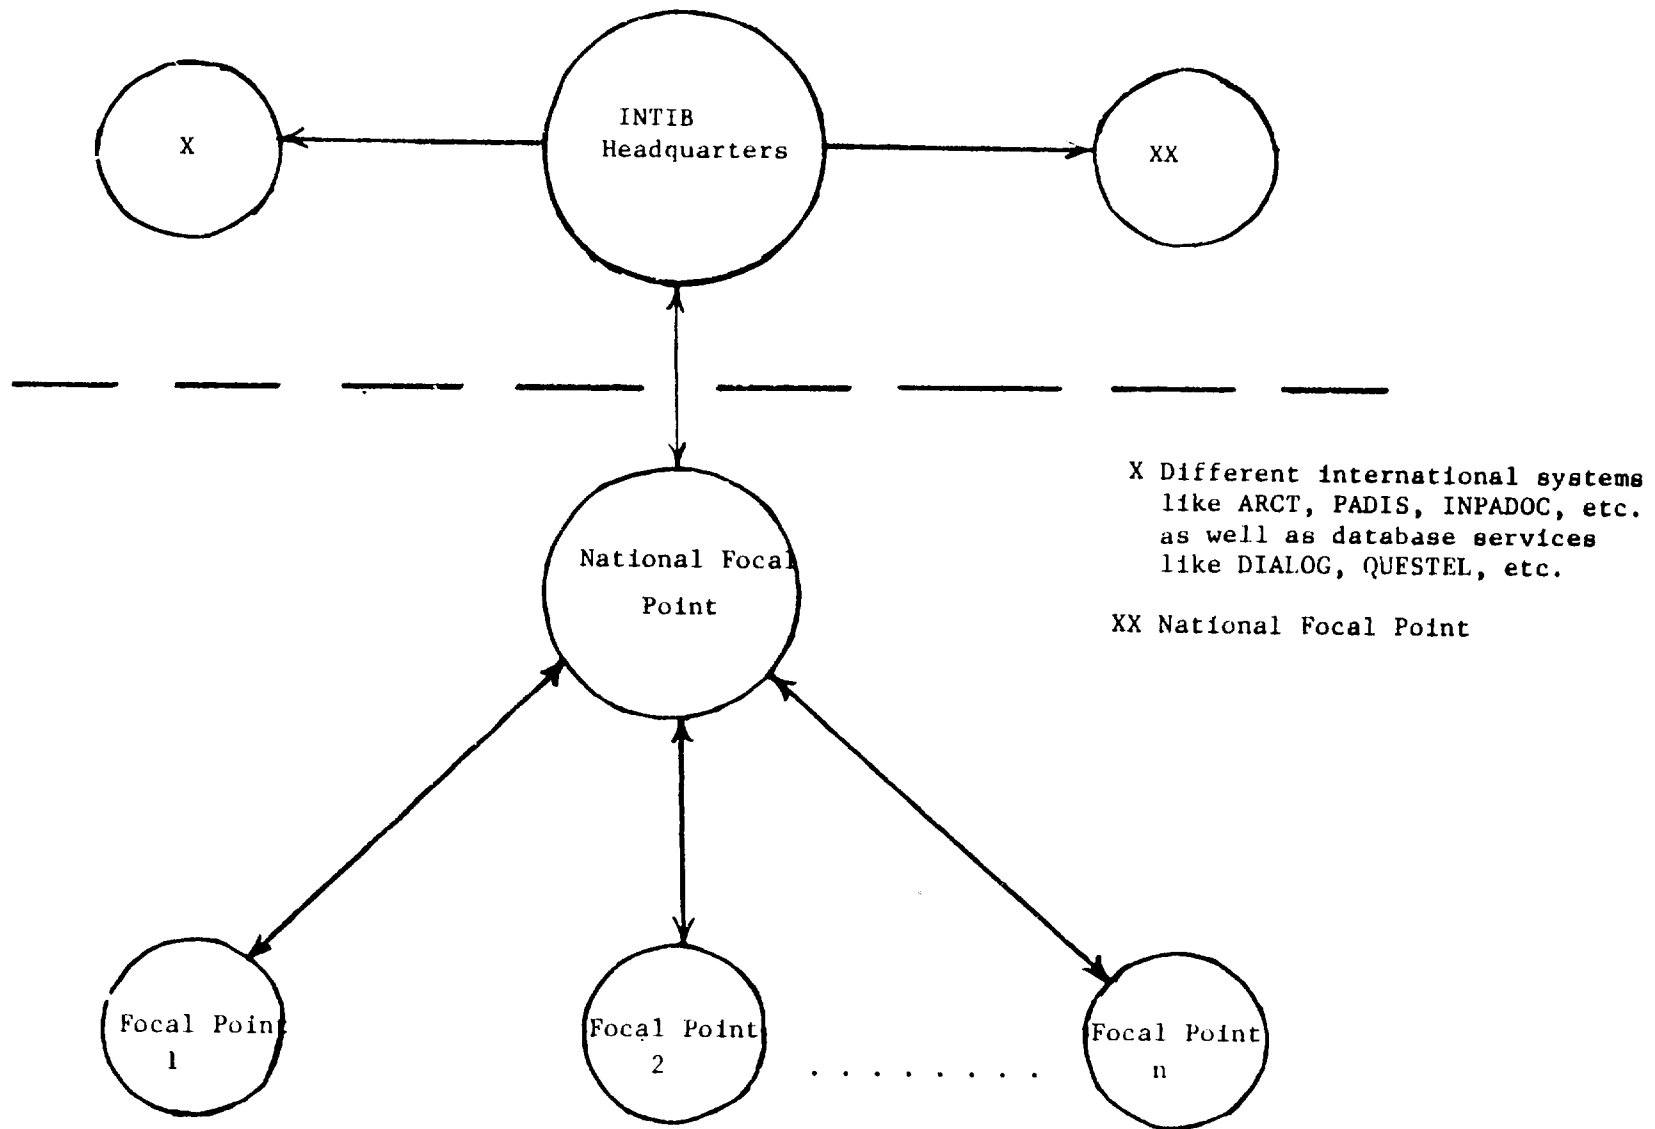 INTIB
Headquarters
X
XX
X Different international systems
like ARCT, PADIS, INPADOC, etc.
as well as database services
like DIALOG, QUESTEL, etc.
XX National Focal Point
National Focal
Point
Focal Point
1
Focal Point
2
. . . . . . . .
Focal Point
n